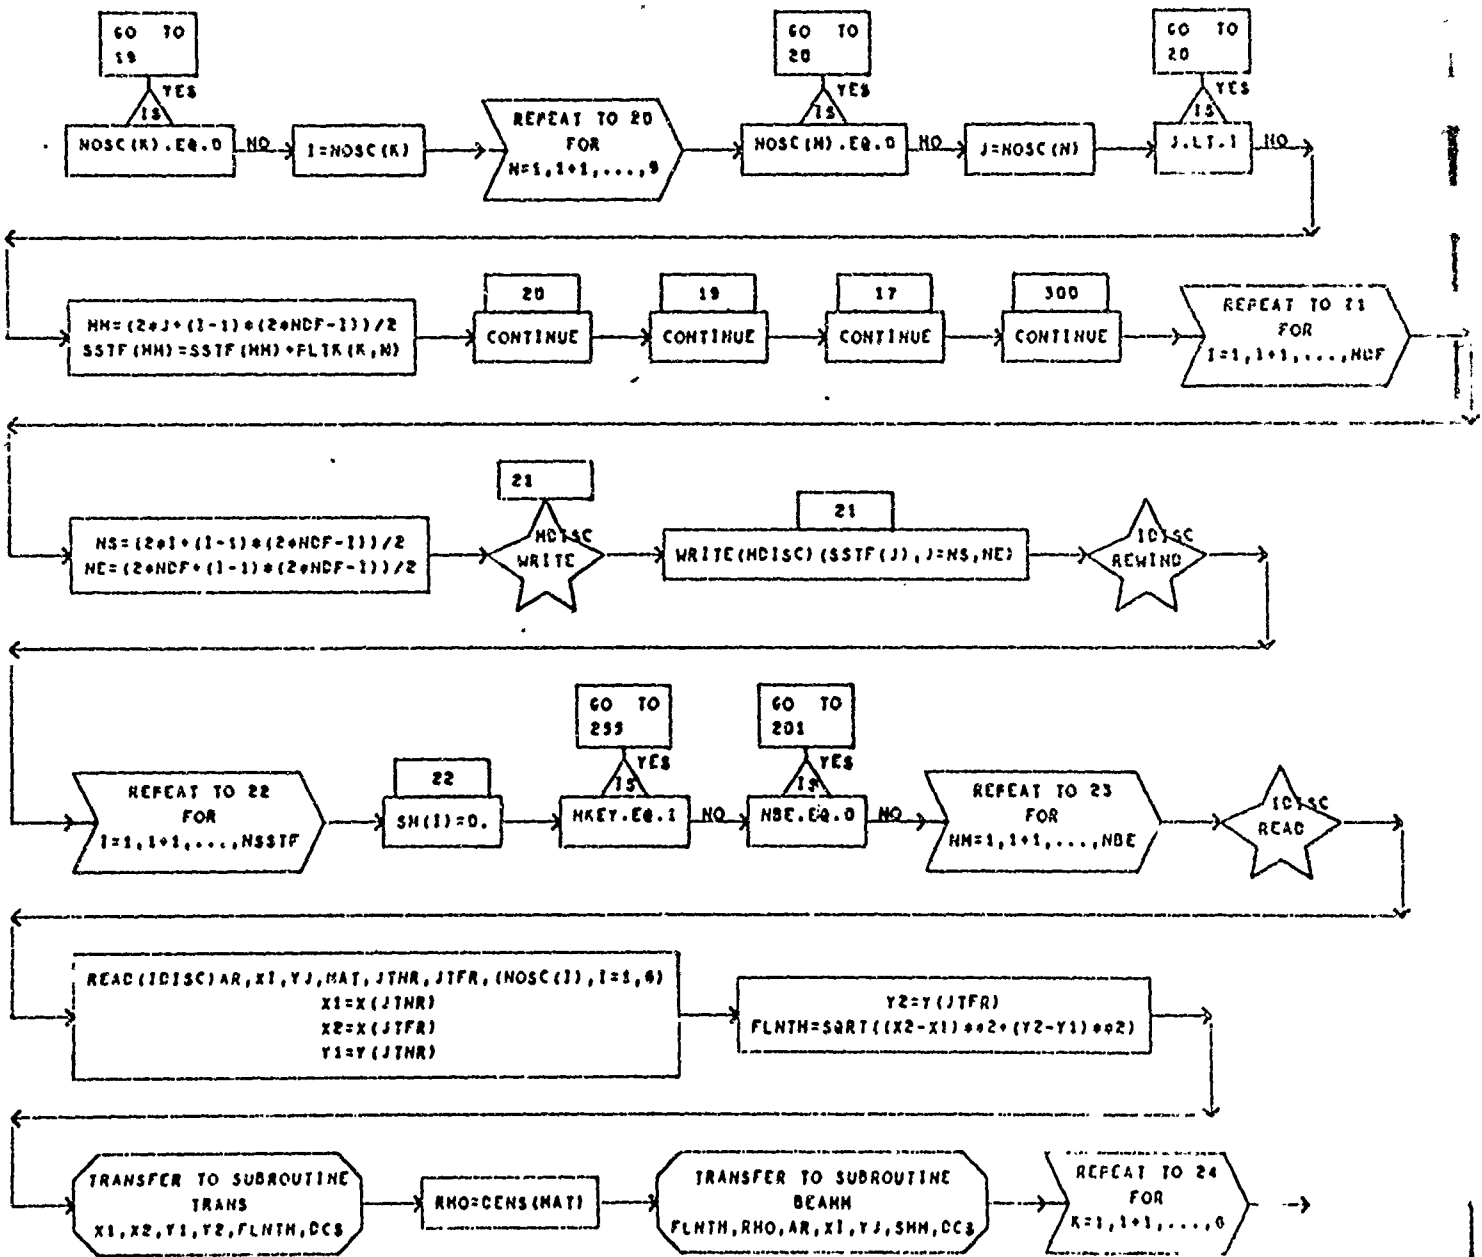 GO TO
19
YES
IS
NOSC(K).EQ.0
NO
I=NOSC(K)
REPEAT TO 20
FOR
N=1,1+1,...,9
GO TO
20
YES
IS
NOSC(N).EQ.0
NO
J=NOSC(N)
GO TO
20
YES
IS
J.LT.I
NO
MM=(2*J+(I-1)*(2*NDF-I))/2
SSTF(MM)=SSTF(MM)+PLTK(K,N)
20
CONTINUE
19
CONTINUE
17
CONTINUE
300
CONTINUE
REPEAT TO 21
FOR
I=1,1+1,...,NDF
NS=(2*I+(I-1)*(2*NDF-I))/2
NE=(2*NDF+(I-1)*(2*NDF-I))/2
21
MDISC
WRITE
21
WRITE(MDISC)(SSTF(J),J=NS,NE)
IDISC
REWIND
REPEAT TO 22
FOR
I=1,1+1,...,NSSTF
22
SM(I)=0.
GO TO
YES
IS
MKEY.EQ.1
NO
GO TO
201
YES
IS
NBE.EQ.0
NO
REPEAT TO 23
FOR
MM=1,1+1,...,NBE
IDISC
READ
READ(IDISC)AR,XI,YJ,MAT,JTNR,JTFR,(NOSC(I),I=1,6)
X1=X(JTNR)
X2=X(JTFR)
Y1=Y(JTNR)
Y2=Y(JTFR)
FLNTH=SQRT((X2-X1)**2+(Y2-Y1)**2)
TRANSFER TO SUBROUTINE
TRANS
X1,X2,Y1,Y2,FLNTH,DCS
RHO=DENS(MAT)
TRANSFER TO SUBROUTINE
BEAMM
FLNTH,RHO,AR,XI,YJ,SMM,DCS
REPEAT TO 24
FOR
K=1,1+1,...,6